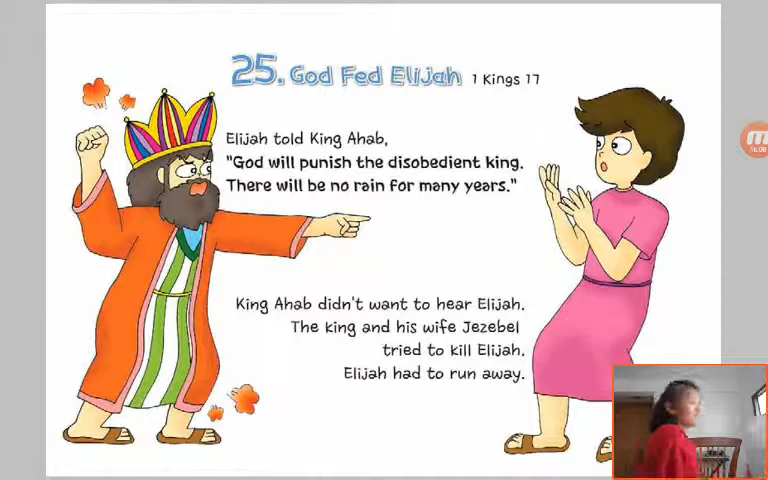 25. God Fed Elijah 1 Kings 17
Elijah told King Ahab,
"God will punish the disobedient king.
There will be no rain for many years."
King Ahab didn't want to hear Elijah.
The king and his wife Jezebel
tried to kill Elijah.
Elijah had to run away.